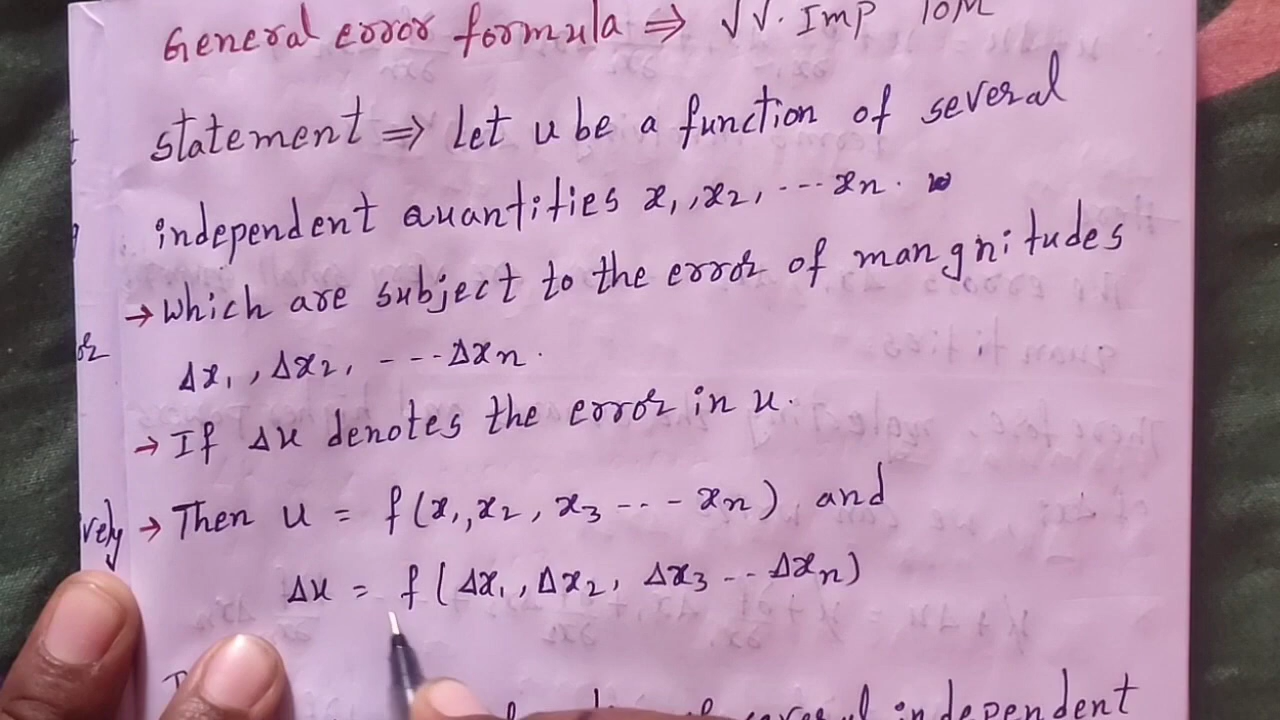 General error formula ⇒ √√. Imp 10M
statement ⇒ Let u be a function of several
independent quantities x₁, x₂, ---- xn.
→ which are subject to the error of mangnitudes
Δx₁, Δx₂, ---- Δxn.
→ If Δu denotes the error in u.
→ Then u = f(x₁, x₂, x₃ ---- xn) and
Δu = f(Δx₁, Δx₂, Δx₃ -- Δxn)
several independent